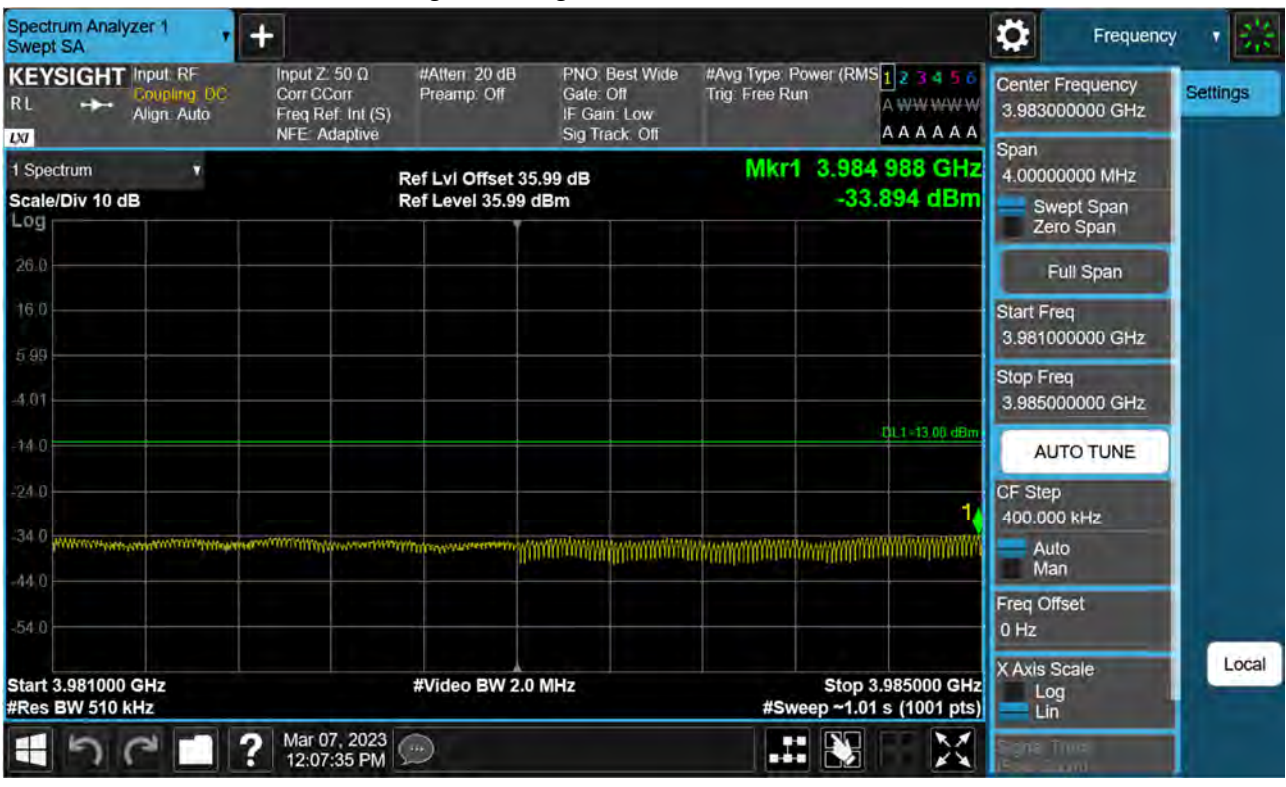 Spectrum Analyzer 1
Swept SA
+
Frequency
KEYSIGHT
RL
LXI
Input: RF
Coupling: DC
Align: Auto
Input Z: 50 Ω
Corr CCorr
Freq Ref: Int (S)
NFE: Adaptive
#Atten: 20 dB
Preamp: Off
PNO: Best Wide
Gate: Off
IF Gain: Low
Sig Track: Off
#Avg Type: Power (RMS
Trig: Free Run
1 2 3 4 5 6
A W W W W W
A A A A A A
1 Spectrum
Scale/Div 10 dB
Log
Ref Lvl Offset 35.99 dB
Ref Level 35.99 dBm
Mkr1 3.984 988 GHz
-33.894 dBm
26.0
16.0
5.99
-4.01
-14.0
-24.0
-34.0
-44.0
-54.0
DL1 -13.00 dBm
1
Start 3.981000 GHz
#Res BW 510 kHz
#Video BW 2.0 MHz
Stop 3.985000 GHz
#Sweep ~1.01 s (1001 pts)
Center Frequency
3.983000000 GHz
Span
4.00000000 MHz
Swept Span
Zero Span
Full Span
Start Freq
3.981000000 GHz
Stop Freq
3.985000000 GHz
AUTO TUNE
CF Step
400.000 kHz
Auto
Man
Freq Offset
0 Hz
X Axis Scale
Log
Lin
Settings
Local
?
Mar 07, 2023
12:07:35 PM